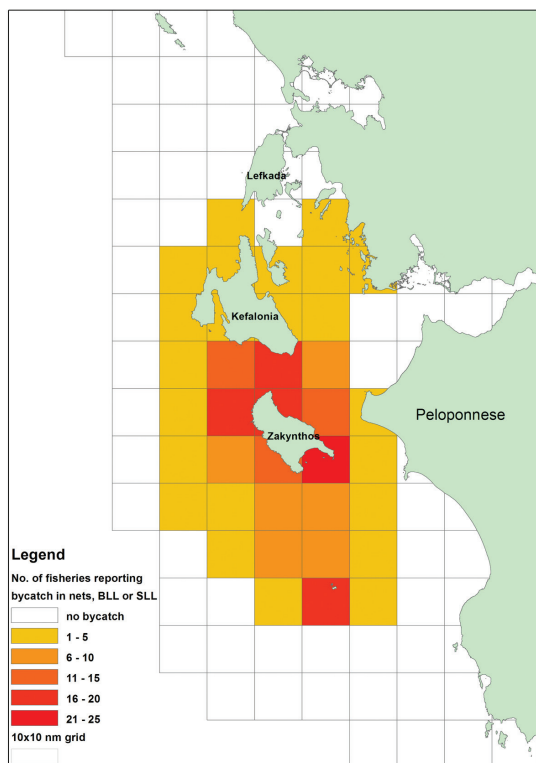 Lefkada
Kefalonia
Peloponnese
Zakynthos
Legend
No. of fisheries reporting
bycatch in nets, BLL or SLL
no bycatch
1 - 5
6 - 10
11 - 15
16 - 20
21 - 25
10x10 nm grid